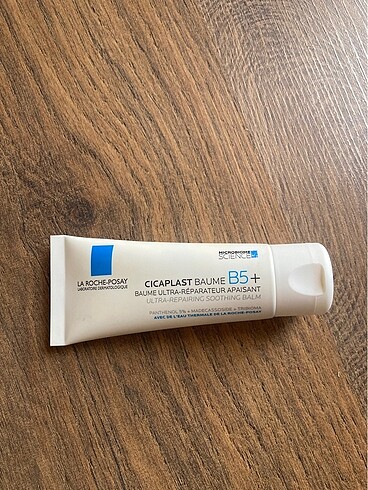 MICROBIOME
SCIENCE
LA ROCHE-POSAY
LABORATOIRE DERMATOLOGIQUE
CICAPLAST BAUME B5+
BAUME ULTRA-RÉPARATEUR APAISANT
ULTRA-REPAIRING SOOTHING BALM
PANTHENOL 5% + MADECASSOSIDE + TRIBIOMA
AVEC DE L'EAU THERMALE DE LA ROCHE-POSAY